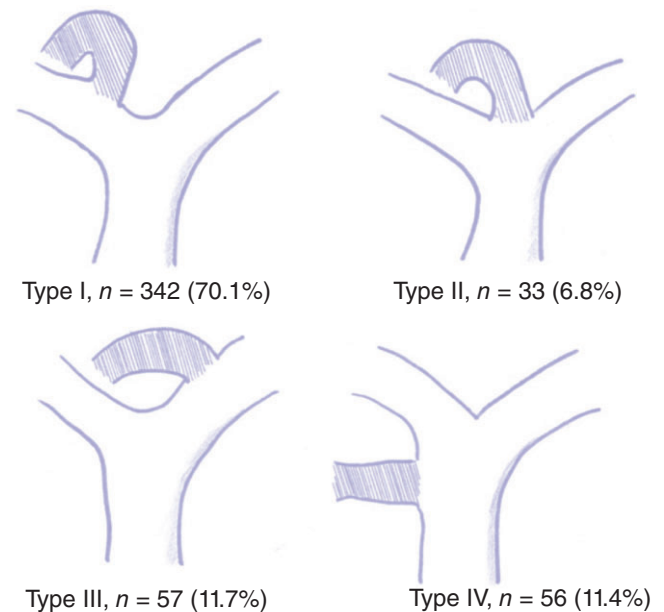 Type I, n = 342 (70.1%)
Type II, n = 33 (6.8%)
Type III, n = 57 (11.7%)
Type IV, n = 56 (11.4%)